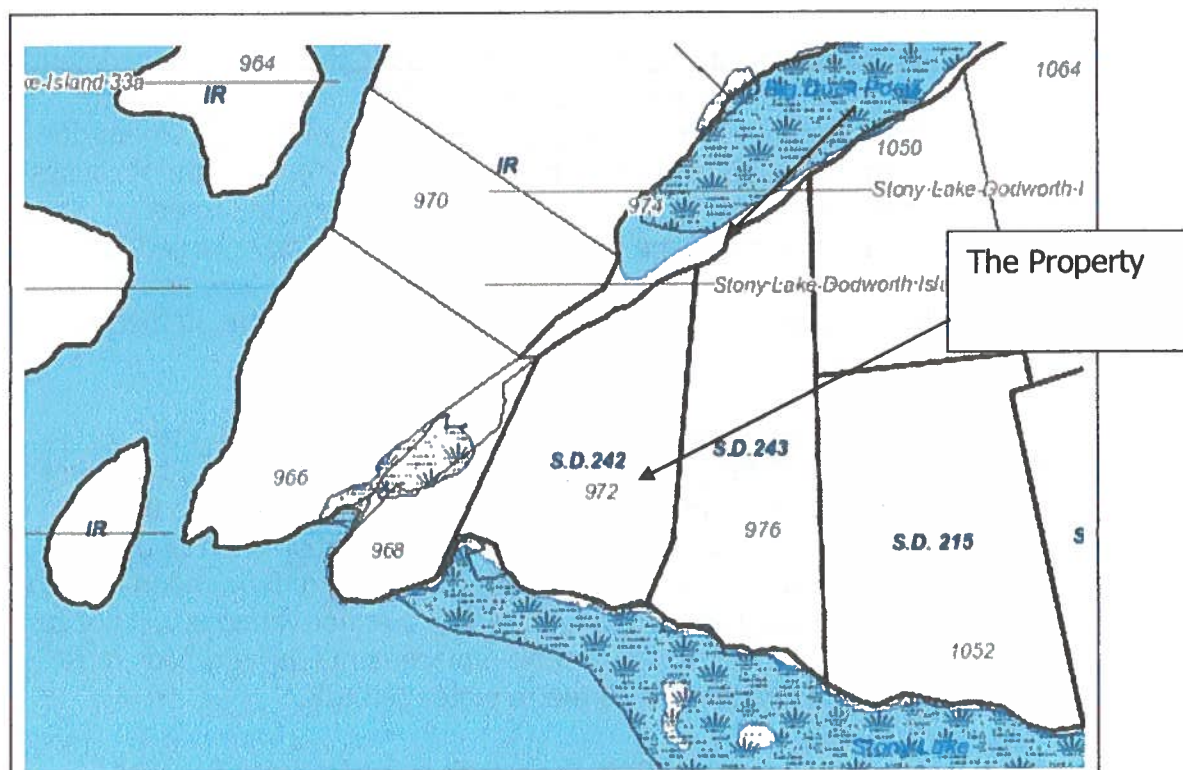 964
1064
e-Island 33a
IR
Big Duck Pond
1050
IR
970
974
Stony-Lake-Dodworth-I
The Property
Stony-Lake-Dodworth-Isl
S.D.242
S.D.243
972
966
976
IR
968
S.D. 215
S
1052
Stony Lake